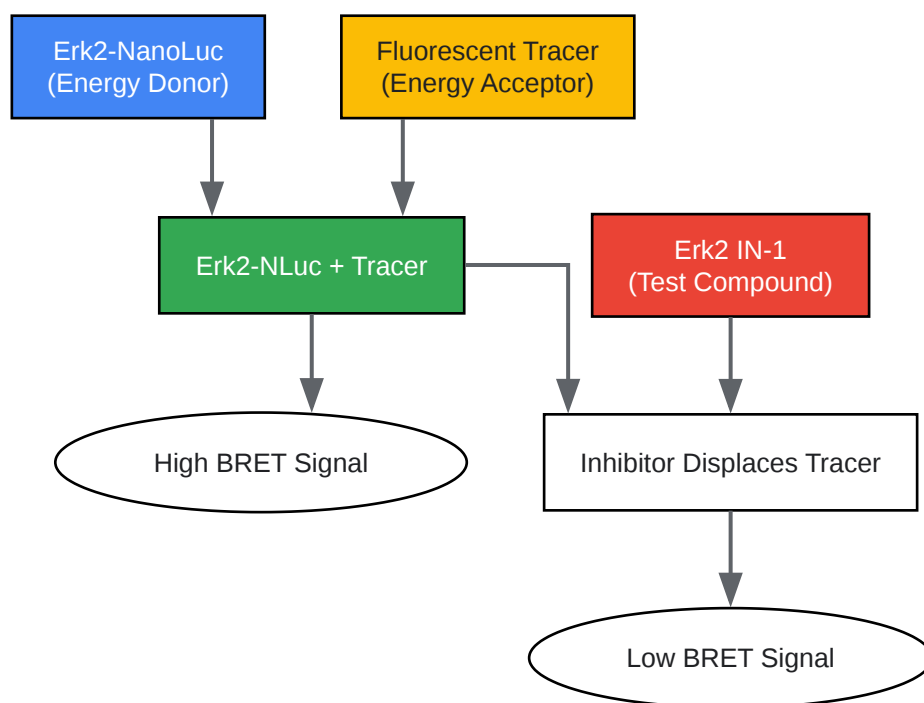 Erk2-NanoLuc
(Energy Donor)
Fluorescent Tracer
(Energy Acceptor)
Erk2-NLuc + Tracer
Erk2 IN-1
(Test Compound)
High BRET Signal
Inhibitor Displaces Tracer
Low BRET Signal